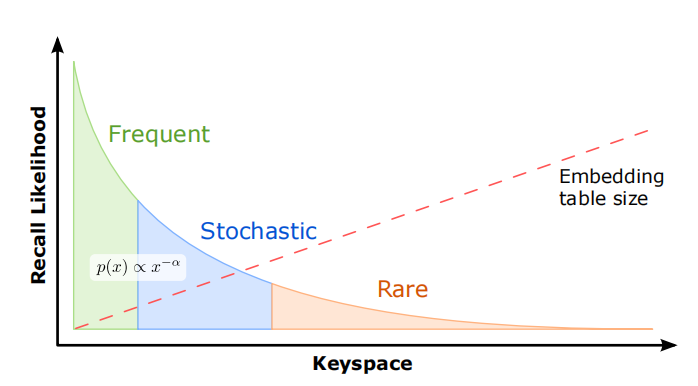 Frequent
Recall Likelihood
Embedding
table size
Stochastic
p(x) ∝ x^{-α}
Rare
Keyspace